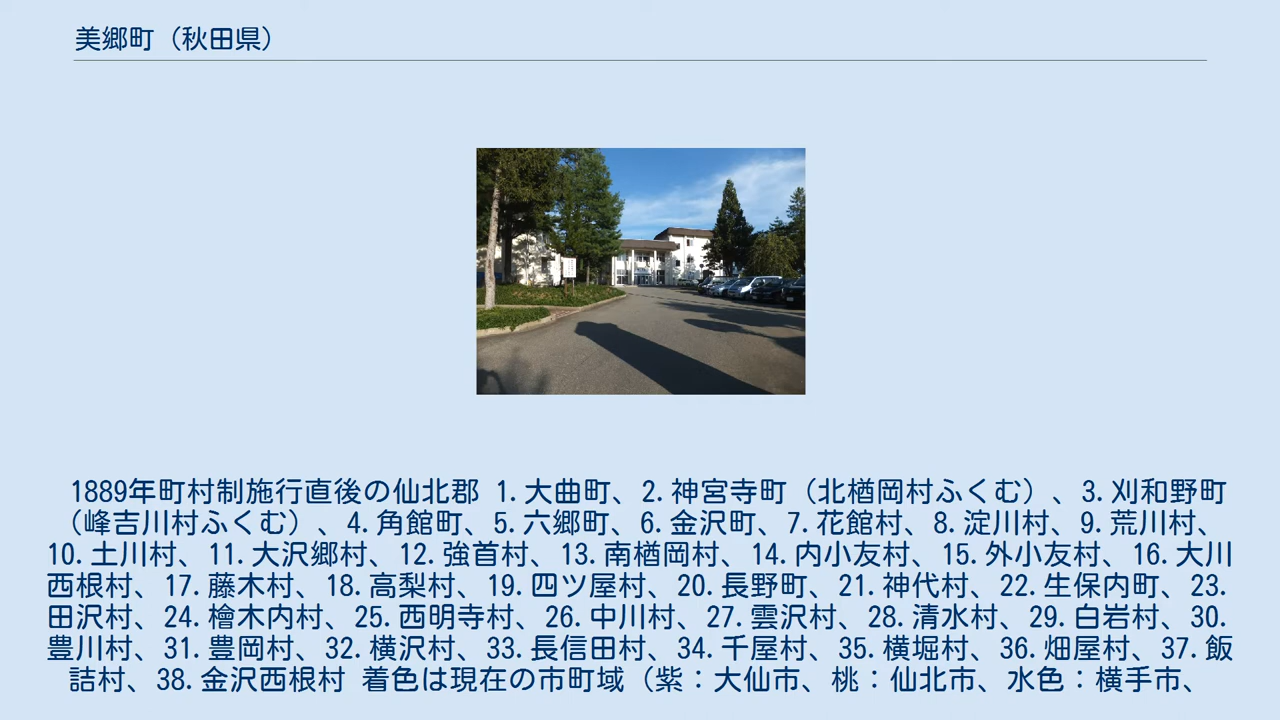 美郷町（秋田県）
1889年町村制施行直後の仙北郡 1.大曲町、2.神宮寺町（北楢岡村ふくむ）、3.刈和野町
（峰吉川村ふくむ）、4.角館町、5.六郷町、6.金沢町、7.花館村、8.淀川村、9.荒川村、
10.土川村、11.大沢郷村、12.強首村、13.南楢岡村、14.内小友村、15.外小友村、16.大川
西根村、17.藤木村、18.高梨村、19.四ツ屋村、20.長野町、21.神代村、22.生保内町、23.
田沢村、24.檜木内村、25.西明寺村、26.中川村、27.雲沢村、28.清水村、29.白岩村、30.
豊川村、31.豊岡村、32.横沢村、33.長信田村、34.千屋村、35.横堀村、36.畑屋村、37.飯
詰村、38.金沢西根村 着色は現在の市町域（紫：大仙市、桃：仙北市、水色：横手市、